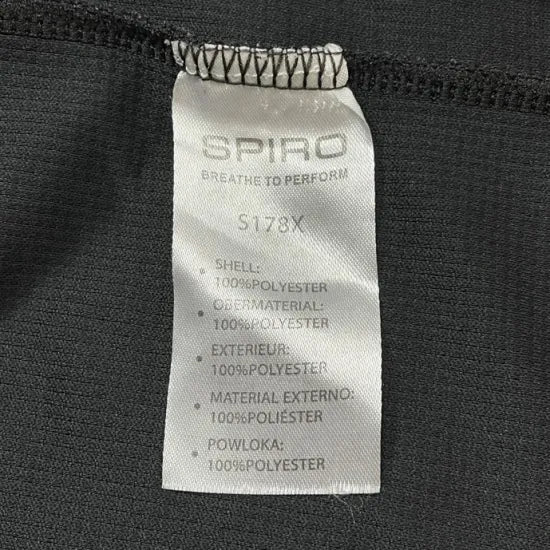 SPIRO
BREATHE TO PERFORM
S178X
• SHELL:
100%POLYESTER
• OBERMATERIAL:
100%POLYESTER
• EXTERIEUR:
100%POLYESTER
• MATERIAL EXTERNO:
100%POLIÉSTER
• POWLOKA:
100%POLYESTER